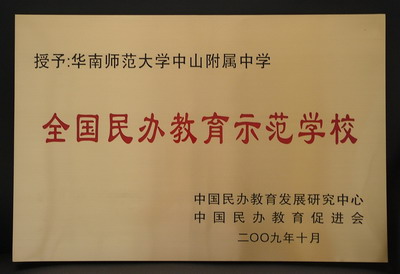 授予:华南师范大学中山附属中学
全国民办教育示范学校
中国民办教育发展研究中心
中国民办教育促进会
二〇〇九年十月